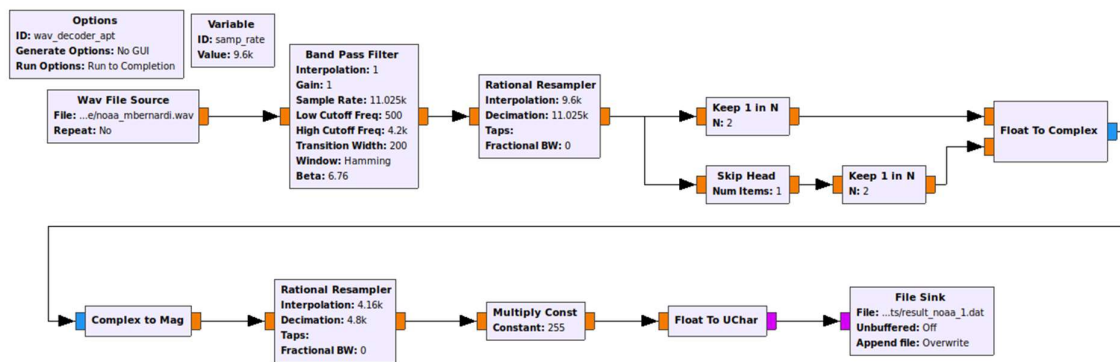 Options
ID: wav_decoder_apt
Generate Options: No GUI
Run Options: Run to Completion
Variable
ID: samp_rate
Value: 9.6k
Wav File Source
File: ...e/noaa_mbernardi.wav
Repeat: No
Band Pass Filter
Interpolation: 1
Gain: 1
Sample Rate: 11.025k
Low Cutoff Freq: 500
High Cutoff Freq: 4.2k
Transition Width: 200
Window: Hamming
Beta: 6.76
Rational Resampler
Interpolation: 9.6k
Decimation: 11.025k
Taps:
Fractional BW: 0
Keep 1 in N
N: 2
Skip Head
Num Items: 1
Keep 1 in N
N: 2
Float To Complex
Complex to Mag
Rational Resampler
Interpolation: 4.16k
Decimation: 4.8k
Taps:
Fractional BW: 0
Multiply Const
Constant: 255
Float To UChar
File Sink
File: ...ts/result_noaa_1.dat
Unbuffered: Off
Append file: Overwrite